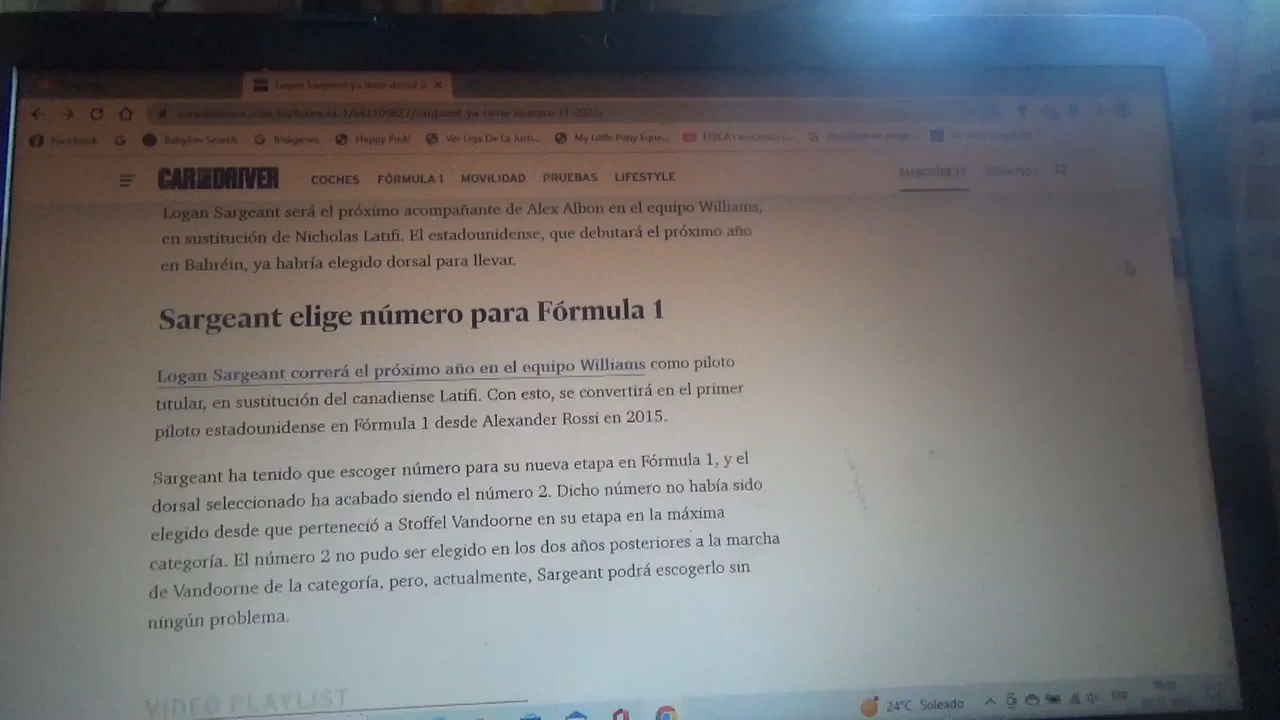 Logan Sargeant ya tiene dorsal
Facebook
Babylon Search
Imágenes
Happy Pink!
Ver Liga De La Justi...
My Little Pony Eque...
CAR AND DRIVER
COCHES FÓRMULA 1 MOVILIDAD PRUEBAS LIFESTYLE
SUSCRÍBETE
Logan Sargeant será el próximo acompañante de Alex Albon en el equipo Williams,
en sustitución de Nicholas Latifi. El estadounidense, que debutará el próximo año
en Bahréin, ya habría elegido dorsal para llevar.
Sargeant elige número para Fórmula 1
Logan Sargeant correrá el próximo año en el equipo Williams como piloto
titular, en sustitución del canadiense Latifi. Con esto, se convertirá en el primer
piloto estadounidense en Fórmula 1 desde Alexander Rossi en 2015.
Sargeant ha tenido que escoger número para su nueva etapa en Fórmula 1, y el
dorsal seleccionado ha acabado siendo el número 2. Dicho número no había sido
elegido desde que perteneció a Stoffel Vandoorne en su etapa en la máxima
categoría. El número 2 no pudo ser elegido en los dos años posteriores a la marcha
de Vandoorne de la categoría, pero, actualmente, Sargeant podrá escogerlo sin
ningún problema.
VIDEO PLAYLIST
24°C Soleado